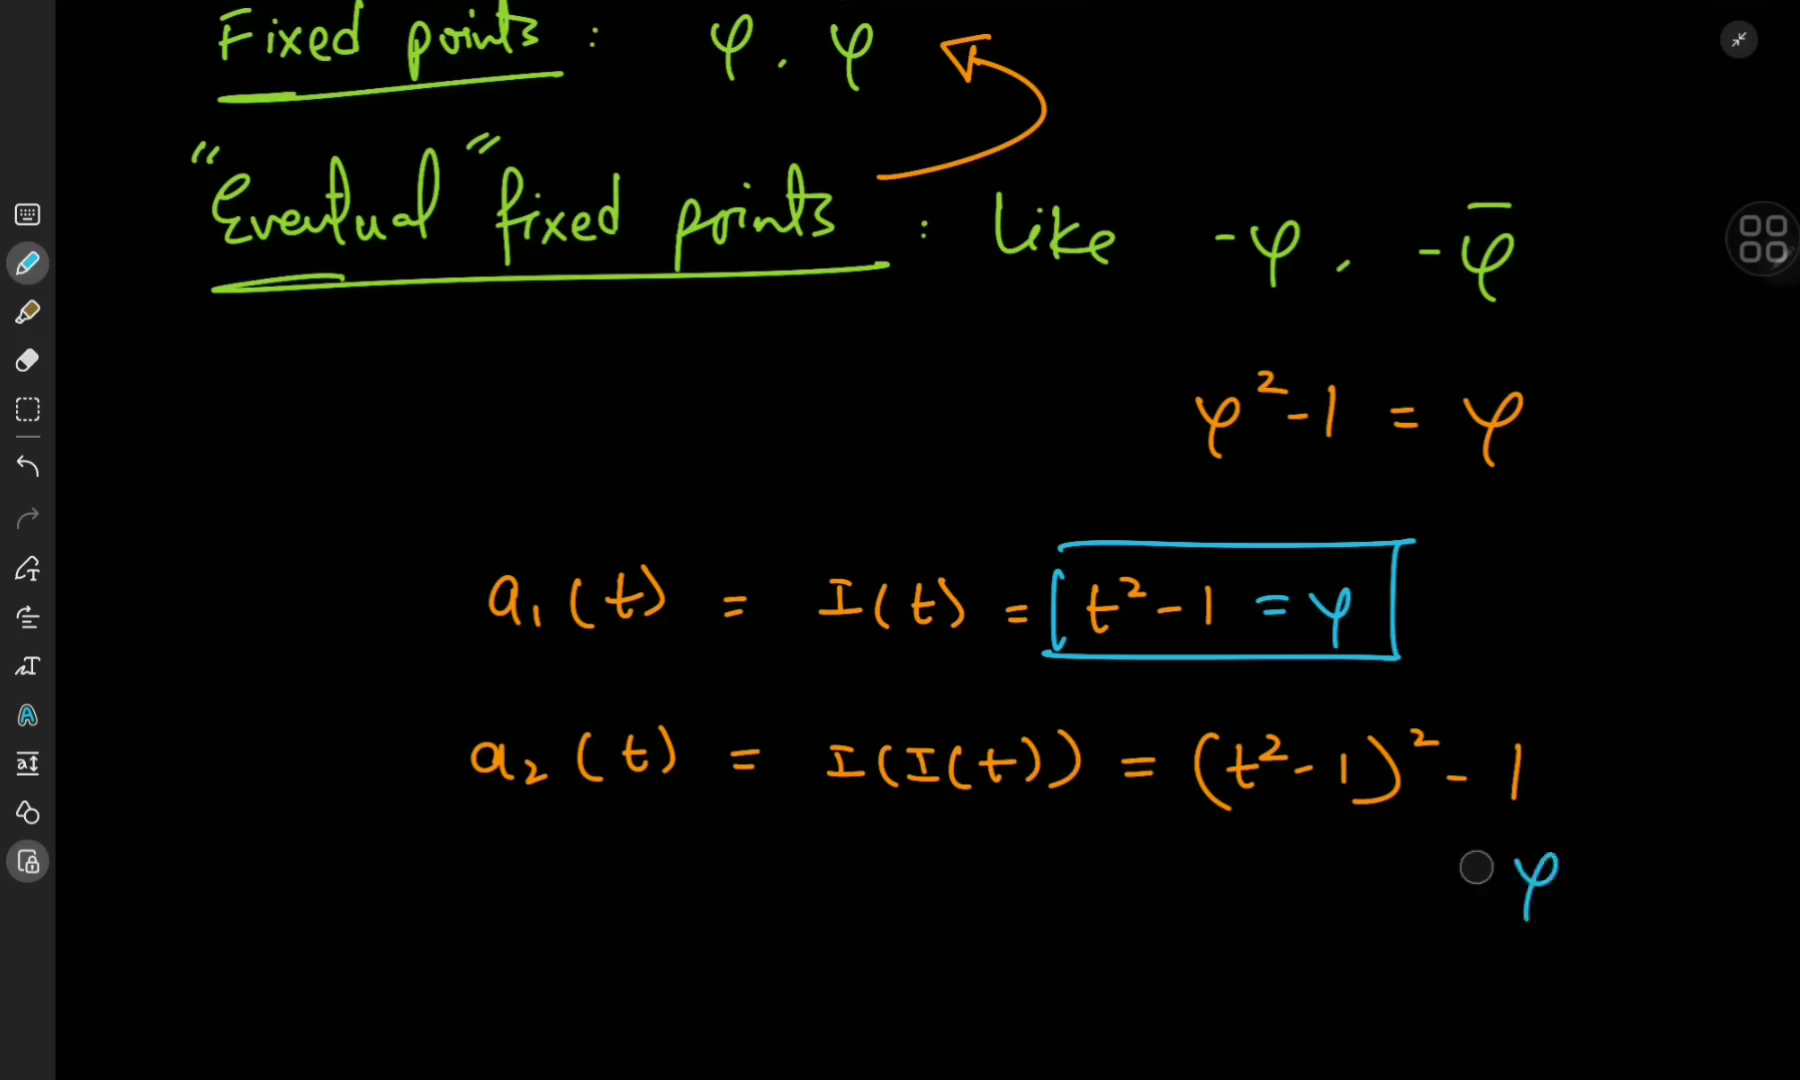 Fixed points : φ , φ
"Eventual" fixed points : like -φ , -φ̄
φ² - 1 = φ
a₁(t) = I(t) = [t² - 1 = φ
a₂(t) = I(I(t)) = (t² - 1)² - 1
φ